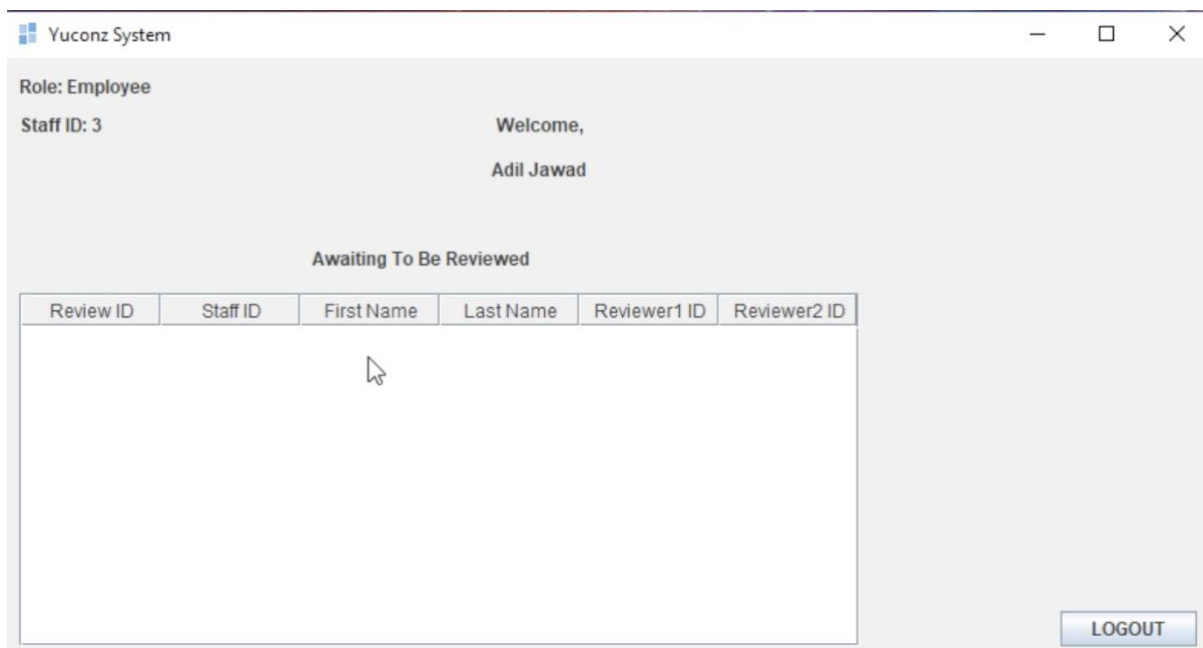 Yuconz System
Role: Employee
Staff ID: 3
Welcome,
Adil Jawad
Awaiting To Be Reviewed
Review ID Staff ID First Name Last Name Reviewer1 ID Reviewer2 ID
LOGOUT